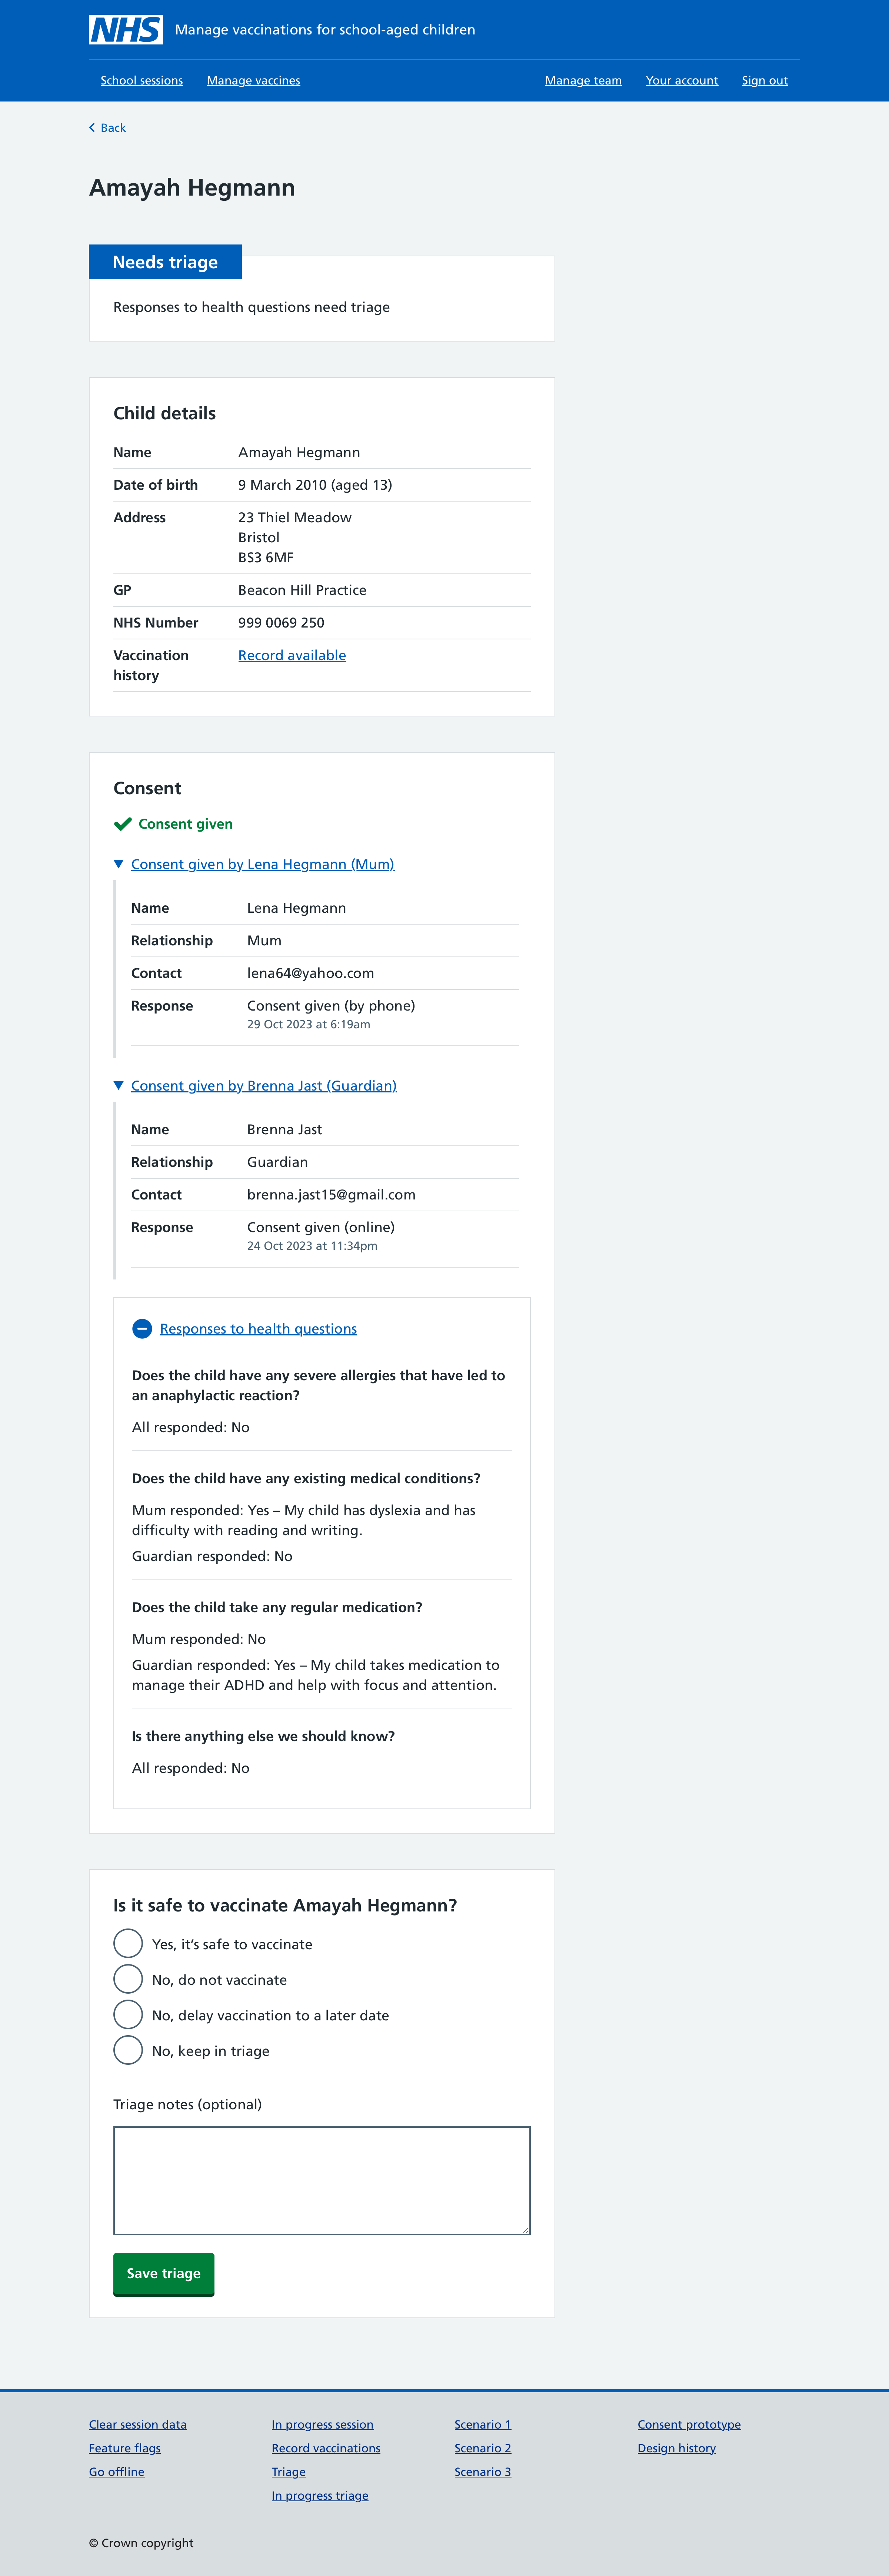 NHS Manage vaccinations for school-aged children
School sessions Manage vaccines Manage team Your account Sign out
Back
Amayah Hegmann
Needs triage
Responses to health questions need triage
Child details
Name Amayah Hegmann
Date of birth 9 March 2010 (aged 13)
Address 23 Thiel Meadow
Bristol
BS3 6MF
GP Beacon Hill Practice
NHS Number 999 0069 250
Vaccination Record available
history
Consent
Consent given
Consent given by Lena Hegmann (Mum)
Name Lena Hegmann
Relationship Mum
Contact lena64@yahoo.com
Response Consent given (by phone)
29 Oct 2023 at 6:19am
Consent given by Brenna Jast (Guardian)
Name Brenna Jast
Relationship Guardian
Contact brenna.jast15@gmail.com
Response Consent given (online)
24 Oct 2023 at 11:34pm
Responses to health questions
Does the child have any severe allergies that have led to
an anaphylactic reaction?
All responded: No
Does the child have any existing medical conditions?
Mum responded: Yes – My child has dyslexia and has
difficulty with reading and writing.
Guardian responded: No
Does the child take any regular medication?
Mum responded: No
Guardian responded: Yes – My child takes medication to
manage their ADHD and help with focus and attention.
Is there anything else we should know?
All responded: No
Is it safe to vaccinate Amayah Hegmann?
Yes, it’s safe to vaccinate
No, do not vaccinate
No, delay vaccination to a later date
No, keep in triage
Triage notes (optional)
Save triage
Clear session data In progress session Scenario 1 Consent prototype
Feature flags Record vaccinations Scenario 2 Design history
Go offline Triage Scenario 3
In progress triage
© Crown copyright